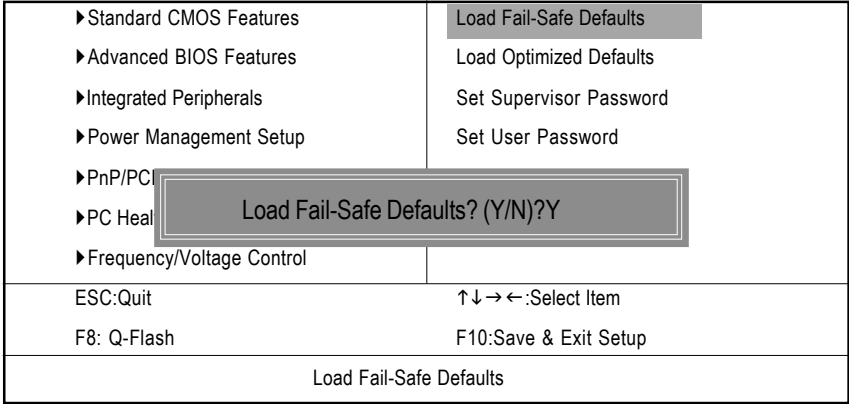 ▸Standard CMOS Features
▸Advanced BIOS Features
▸Integrated Peripherals
▸Power Management Setup
▸PnP/PCI
▸PC Heal
▸Frequency/Voltage Control
Load Fail-Safe Defaults
Load Optimized Defaults
Set Supervisor Password
Set User Password
Load Fail-Safe Defaults? (Y/N)?Y
ESC:Quit
↑↓→←:Select Item
F8: Q-Flash
F10:Save & Exit Setup
Load Fail-Safe Defaults